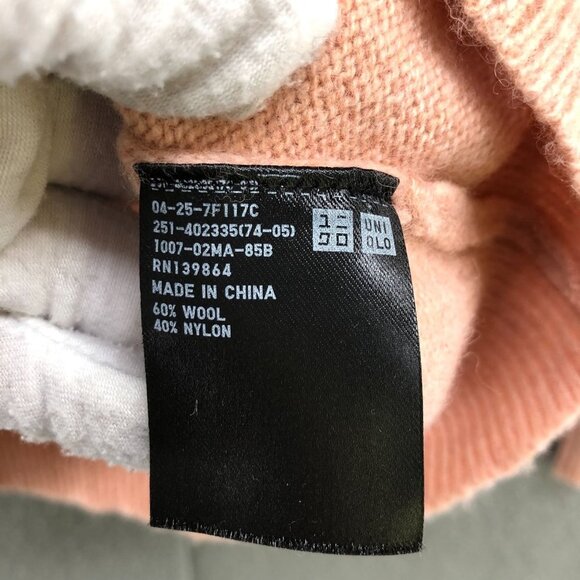 04-25-7F117C
251-402335(74-05)
1007-02MA-85B
RN139864
MADE IN CHINA
60% WOOL
40% NYLON
ユニ
クロ
UNI
QLO